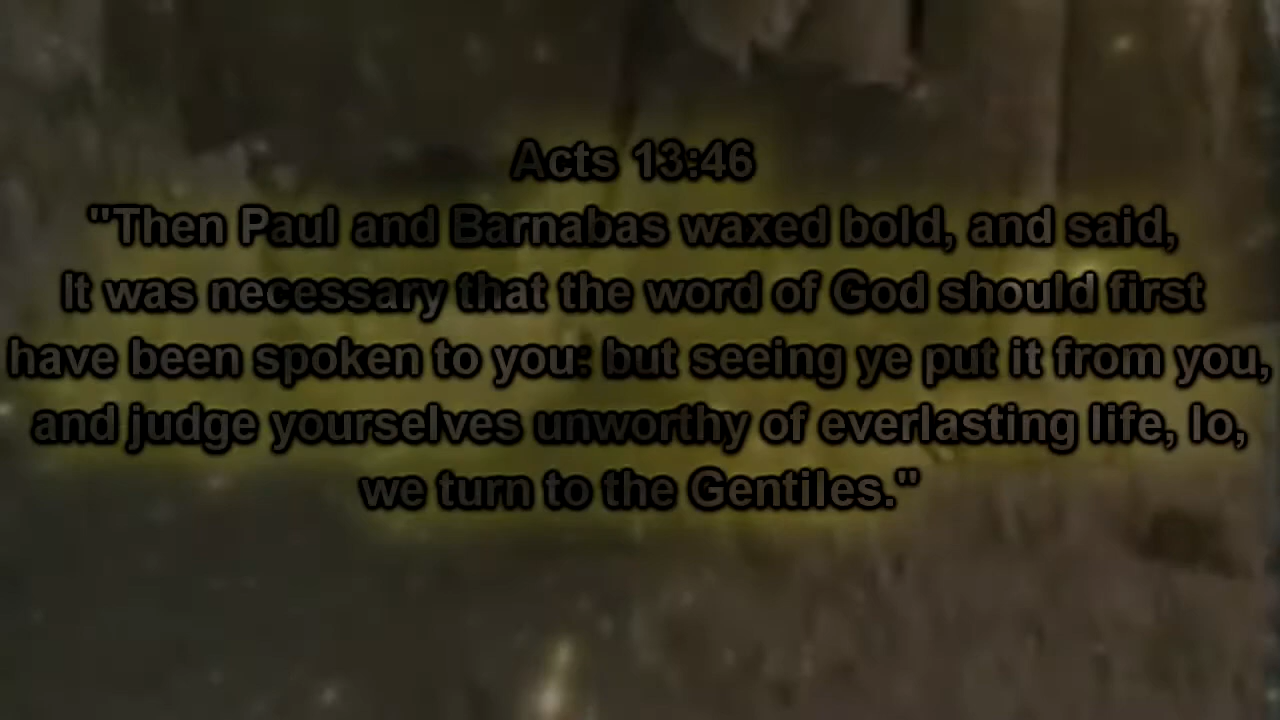 Acts 13:46
"Then Paul and Barnabas waxed bold, and said,
It was necessary that the word of God should first
have been spoken to you: but seeing ye put it from you,
and judge yourselves unworthy of everlasting life, lo,
we turn to the Gentiles."